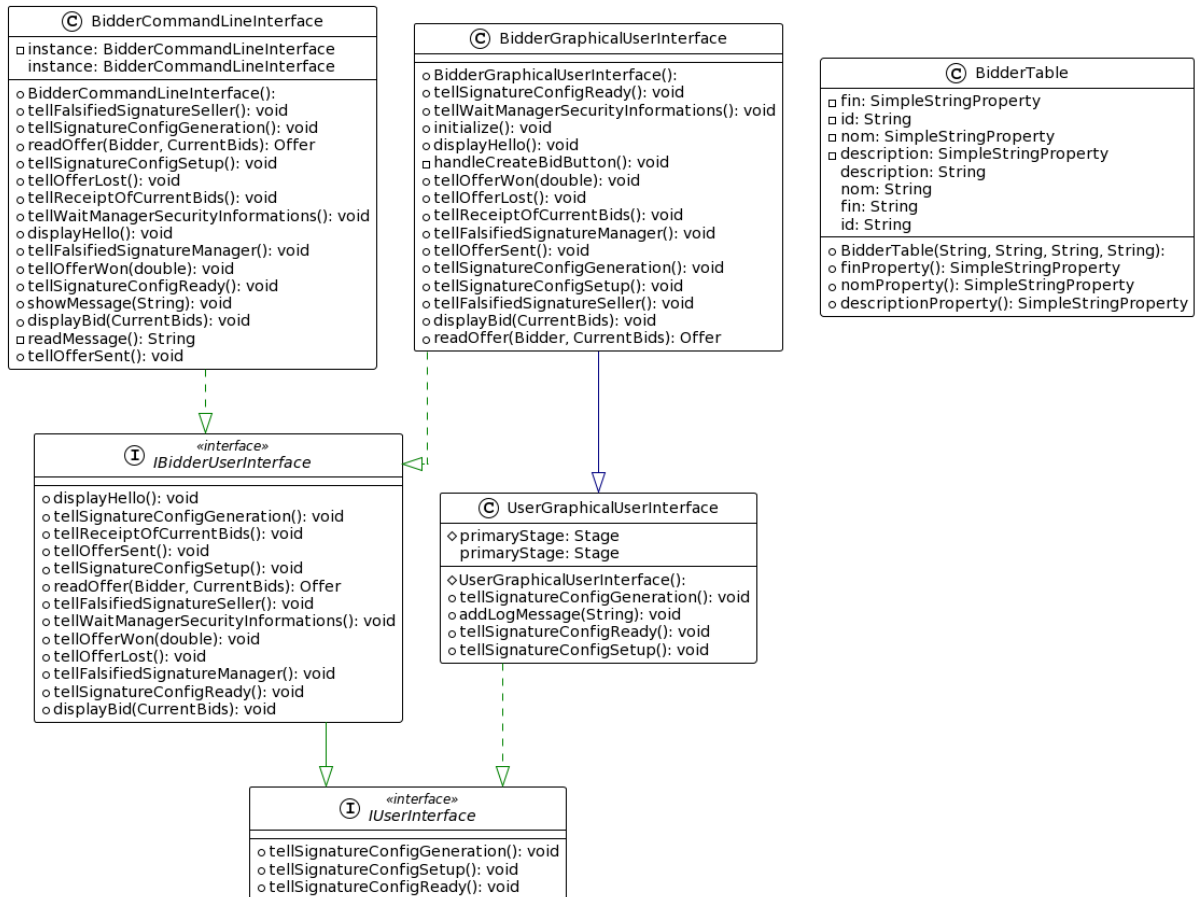 C BidderCommandLineInterface
instance: BidderCommandLineInterface
instance: BidderCommandLineInterface
BidderCommandLineInterface():
tellFalsifiedSignatureSeller(): void
tellSignatureConfigGeneration(): void
readOffer(Bidder, CurrentBids): Offer
tellSignatureConfigSetup(): void
tellOfferLost(): void
tellReceiptOfCurrentBids(): void
tellWaitManagerSecurityInformations(): void
displayHello(): void
tellFalsifiedSignatureManager(): void
tellOfferWon(double): void
tellSignatureConfigReady(): void
showMessage(String): void
displayBid(CurrentBids): void
readMessage(): String
tellOfferSent(): void
C BidderGraphicalUserInterface
BidderGraphicalUserInterface():
tellSignatureConfigReady(): void
tellWaitManagerSecurityInformations(): void
initialize(): void
displayHello(): void
handleCreateBidButton(): void
tellOfferWon(double): void
tellOfferLost(): void
tellReceiptOfCurrentBids(): void
tellFalsifiedSignatureManager(): void
tellOfferSent(): void
tellSignatureConfigGeneration(): void
tellSignatureConfigSetup(): void
tellFalsifiedSignatureSeller(): void
displayBid(CurrentBids): void
readOffer(Bidder, CurrentBids): Offer
C BidderTable
fin: SimpleStringProperty
id: String
nom: SimpleStringProperty
description: SimpleStringProperty
description: String
nom: String
fin: String
id: String
BidderTable(String, String, String, String):
finProperty(): SimpleStringProperty
nomProperty(): SimpleStringProperty
descriptionProperty(): SimpleStringProperty
«interface»
I IBidderUserInterface
displayHello(): void
tellSignatureConfigGeneration(): void
tellReceiptOfCurrentBids(): void
tellOfferSent(): void
tellSignatureConfigSetup(): void
readOffer(Bidder, CurrentBids): Offer
tellFalsifiedSignatureSeller(): void
tellWaitManagerSecurityInformations(): void
tellOfferWon(double): void
tellOfferLost(): void
tellFalsifiedSignatureManager(): void
tellSignatureConfigReady(): void
displayBid(CurrentBids): void
C UserGraphicalUserInterface
primaryStage: Stage
primaryStage: Stage
UserGraphicalUserInterface():
tellSignatureConfigGeneration(): void
addLogMessage(String): void
tellSignatureConfigReady(): void
tellSignatureConfigSetup(): void
«interface»
I IUserInterface
tellSignatureConfigGeneration(): void
tellSignatureConfigSetup(): void
tellSignatureConfigReady(): void